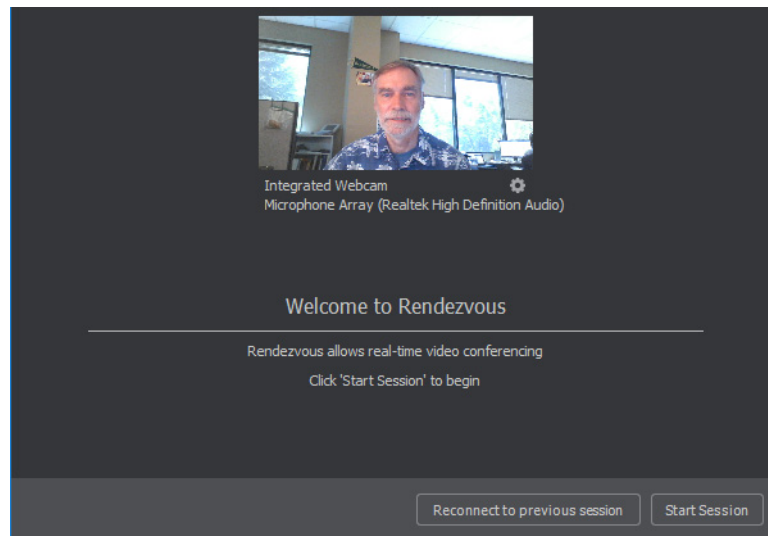 Integrated Webcam
Microphone Array (Realtek High Definition Audio)
Welcome to Rendezvous
Rendezvous allows real-time video conferencing
Click 'Start Session' to begin
Reconnect to previous session
Start Session